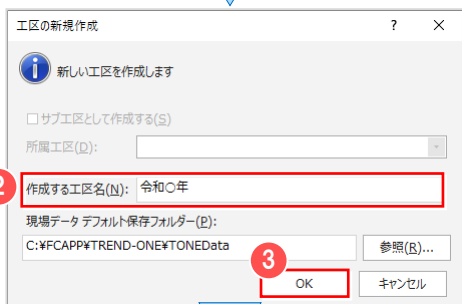 工区の新規作成 ? ×
新しい工区を作成します
サブ工区として作成する(S)
所属工区(D):
2 作成する工区名(N): 令和○年
現場データ デフォルト保存フォルダー(P):
C:¥FCAPP¥TREND-ONE¥TONEData 参照(R)...
3
OK キャンセル